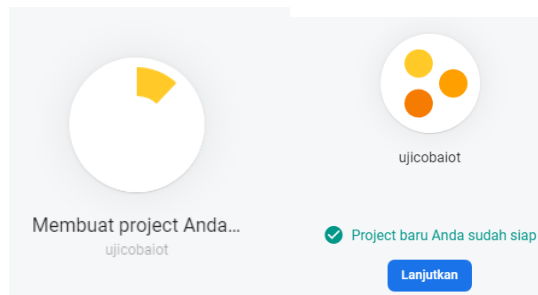 Membuat project Anda...
ujicobaiot
ujicobaiot
Project baru Anda sudah siap
Lanjutkan